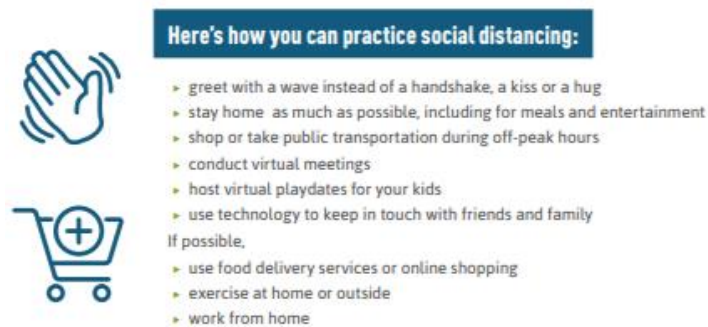 Here's how you can practice social distancing:
▸ greet with a wave instead of a handshake, a kiss or a hug
▸ stay home as much as possible, including for meals and entertainment
▸ shop or take public transportation during off-peak hours
▸ conduct virtual meetings
▸ host virtual playdates for your kids
▸ use technology to keep in touch with friends and family
If possible,
▸ use food delivery services or online shopping
▸ exercise at home or outside
▸ work from home